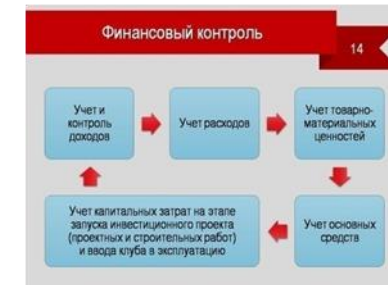 Финансовый контроль
14
Учет и
контроль
доходов
Учет расходов
Учет товарно-
материальных
ценностей
Учет капитальных затрат на этапе
запуска инвестиционного проекта
(проектных и строительных работ)
и ввода клуба в эксплуатацию
Учет основных
средств